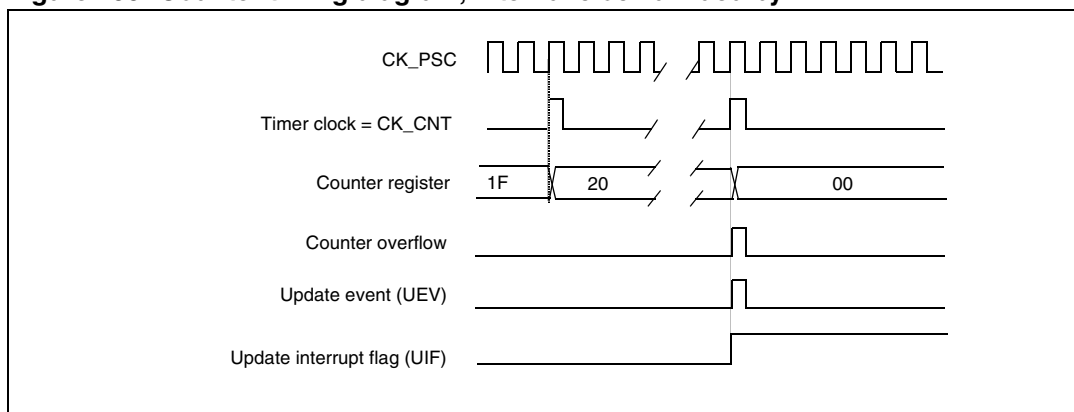 CK_PSC
Timer clock = CK_CNT
Counter register 1F 20 00
Counter overflow
Update event (UEV)
Update interrupt flag (UIF)